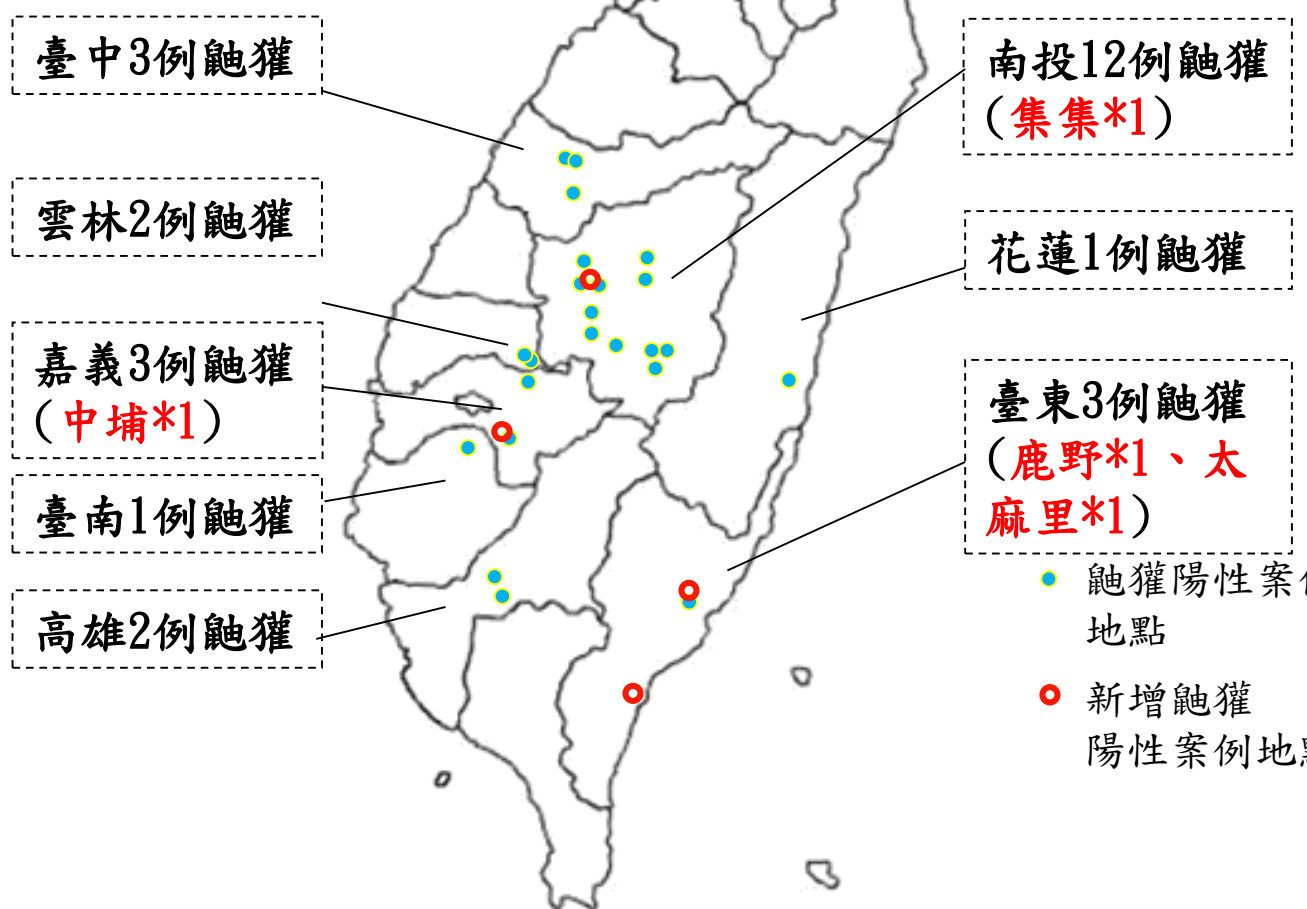 臺中3例鼬獾
雲林2例鼬獾
嘉義3例鼬獾
(中埔*1)
臺南1例鼬獾
高雄2例鼬獾
南投12例鼬獾
(集集*1)
花蓮1例鼬獾
臺東3例鼬獾
(鹿野*1、太
麻里*1)
鼬獾陽性案例
地點
新增鼬獾
陽性案例地點